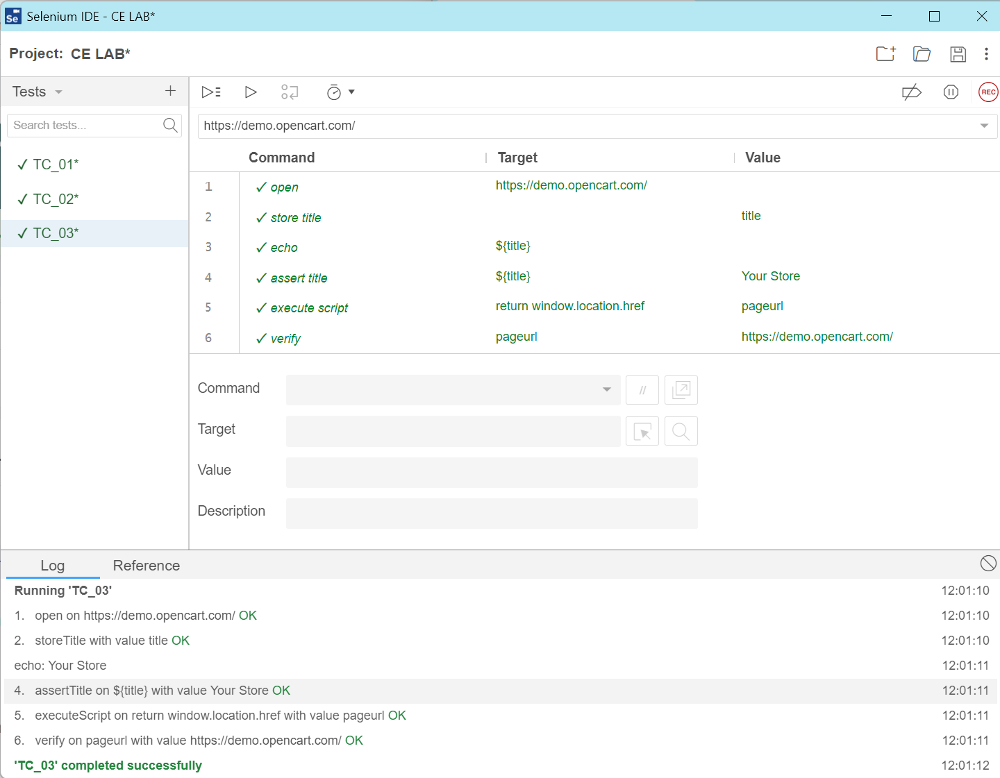 Se Selenium IDE - CE LAB*
Project: CE LAB*
Tests
Search tests...
✓ TC_01*
✓ TC_02*
✓ TC_03*
REC
https://demo.opencart.com/
Command Target Value
1 ✓ open https://demo.opencart.com/
2 ✓ store title title
3 ✓ echo ${title}
4 ✓ assert title ${title} Your Store
5 ✓ execute script return window.location.href pageurl
6 ✓ verify pageurl https://demo.opencart.com/
Command //
Target
Value
Description
Log Reference
Running 'TC_03' 12:01:10
1. open on https://demo.opencart.com/ OK 12:01:10
2. storeTitle with value title OK 12:01:10
echo: Your Store 12:01:11
4. assertTitle on ${title} with value Your Store OK 12:01:11
5. executeScript on return window.location.href with value pageurl OK 12:01:11
6. verify on pageurl with value https://demo.opencart.com/ OK 12:01:11
'TC_03' completed successfully 12:01:12